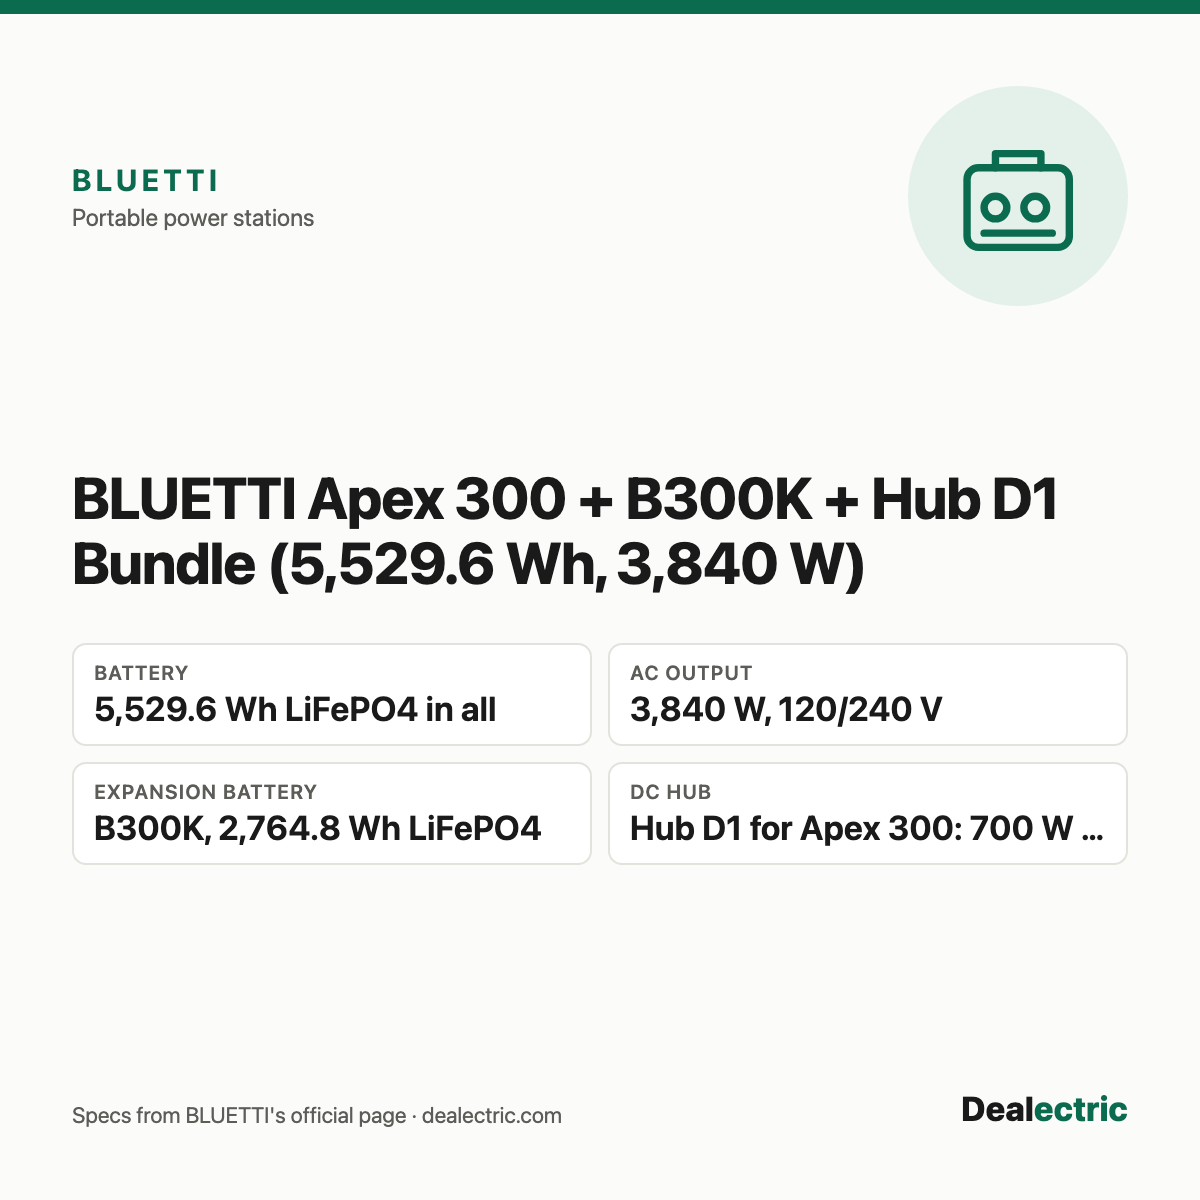 BLUETTI
Portable power stations
BLUETTI Apex 300 + B300K + Hub D1
Bundle (5,529.6 Wh, 3,840 W)
BATTERY
5,529.6 Wh LiFePO4 in all
AC OUTPUT
3,840 W, 120/240 V
EXPANSION BATTERY
B300K, 2,764.8 Wh LiFePO4
DC HUB
Hub D1 for Apex 300: 700 W ...
Specs from BLUETTI's official page · dealectric.com
Dealectric